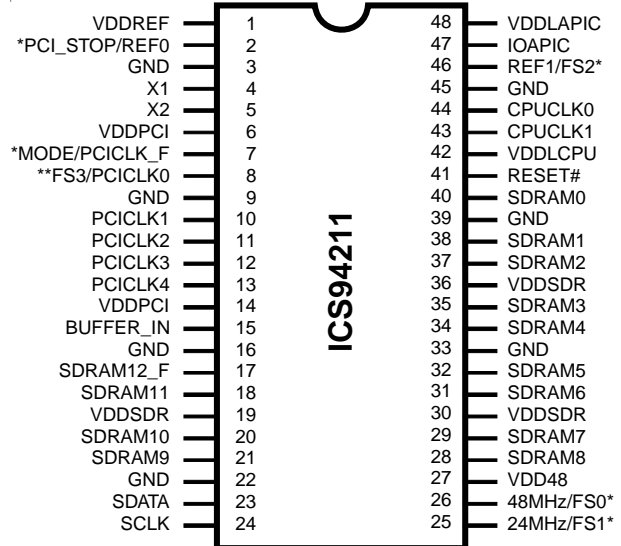 VDDREF 1 48 VDDLAPIC
*PCI_STOP/REF0 2 47 IOAPIC
GND 3 46 REF1/FS2*
X1 4 45 GND
X2 5 44 CPUCLK0
VDDPCI 6 43 CPUCLK1
*MODE/PCICLK_F 7 42 VDDLCPU
**FS3/PCICLK0 8 41 RESET#
GND 9 40 SDRAM0
PCICLK1 10 39 GND
PCICLK2 11 38 SDRAM1
PCICLK3 12 37 SDRAM2
PCICLK4 13 36 VDDSDR
VDDPCI 14 35 SDRAM3
BUFFER_IN 15 34 SDRAM4
GND 16 33 GND
SDRAM12_F 17 32 SDRAM5
SDRAM11 18 31 SDRAM6
VDDSDR 19 30 VDDSDR
SDRAM10 20 29 SDRAM7
SDRAM9 21 28 SDRAM8
GND 22 27 VDD48
SDATA 23 26 48MHz/FS0*
SCLK 24 25 24MHz/FS1*
ICS94211